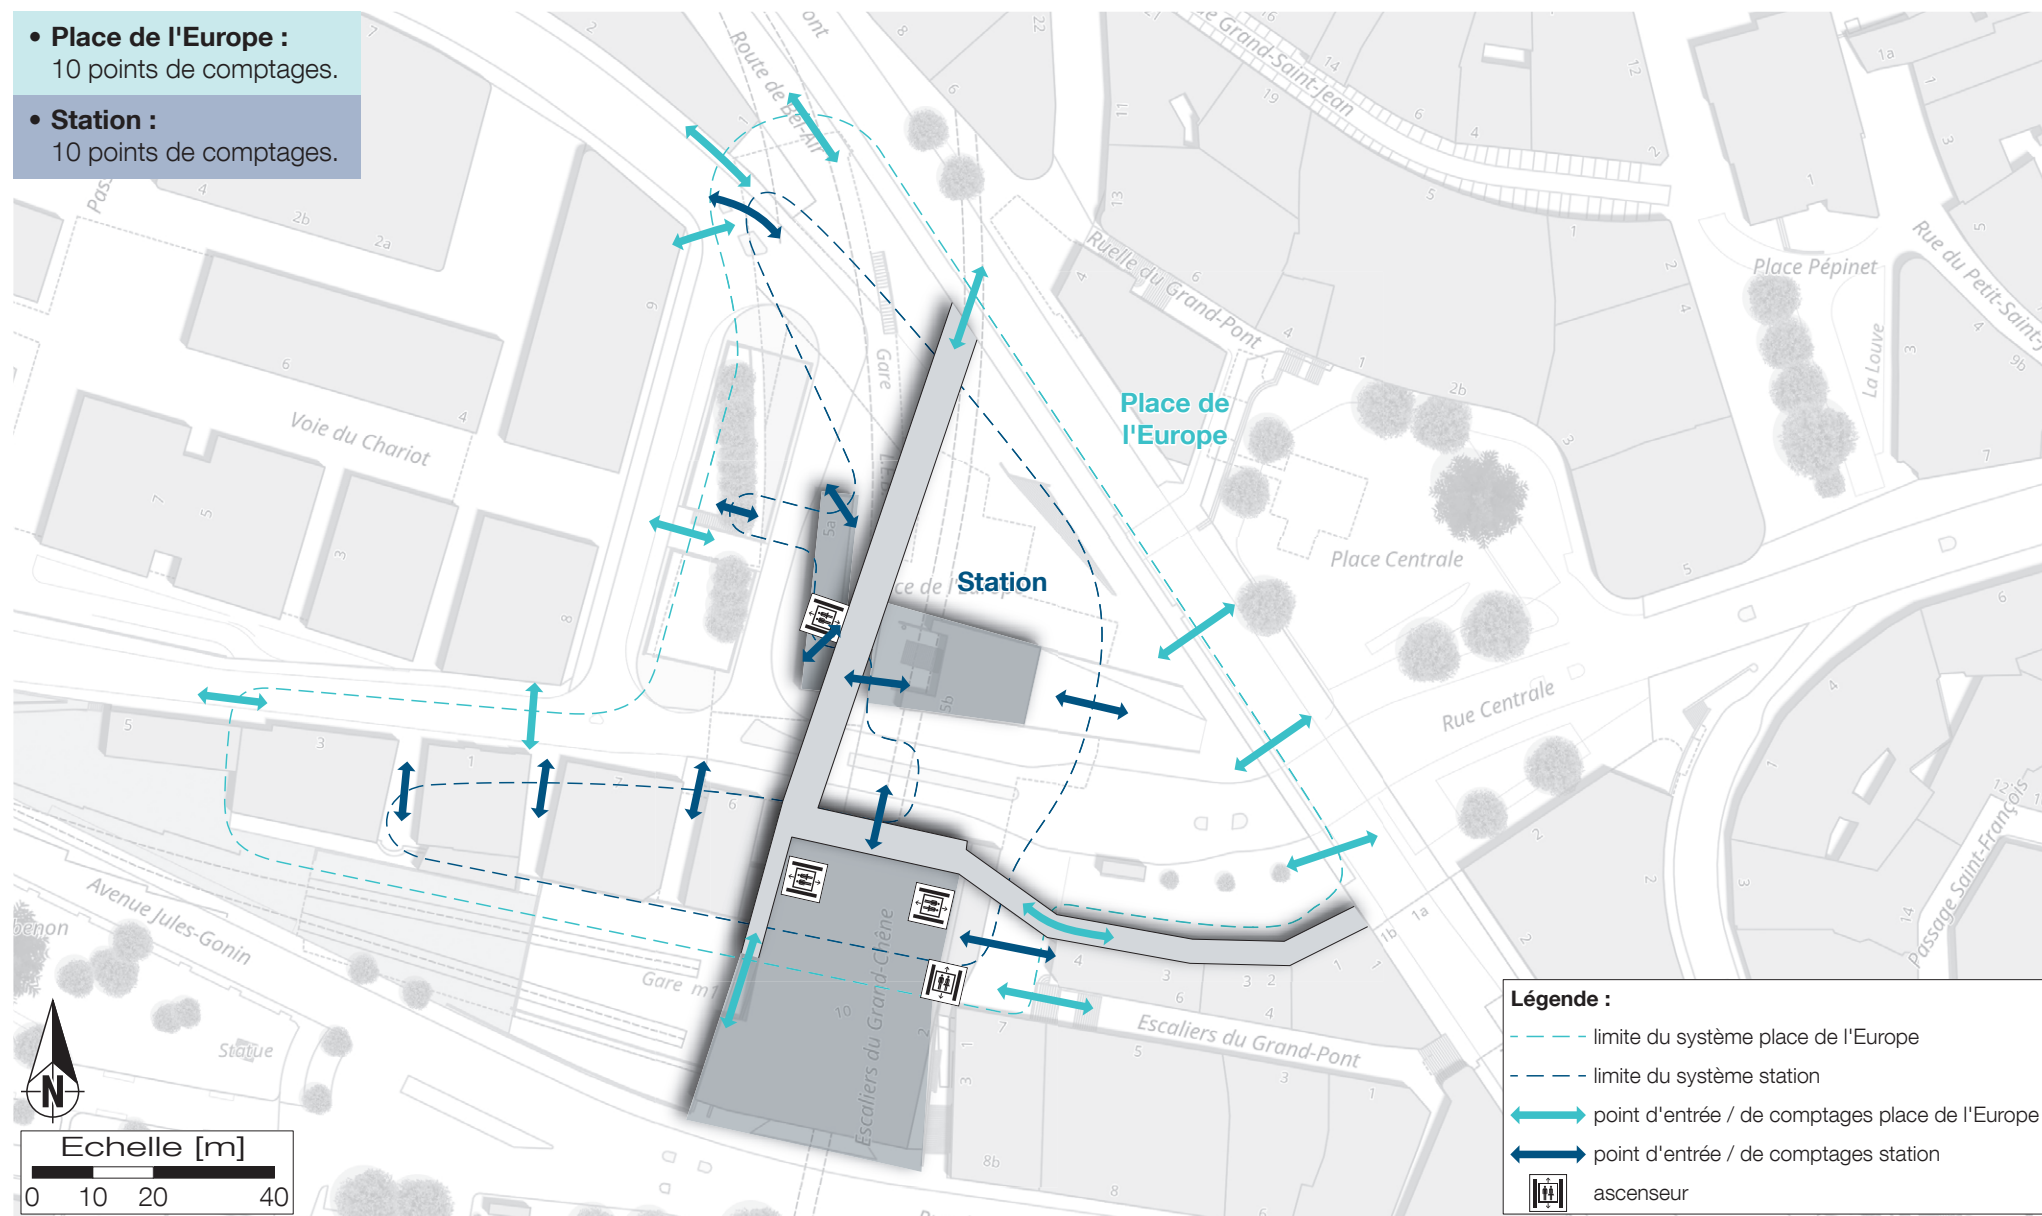 • Place de l'Europe :
10 points de comptages.
• Station :
10 points de comptages.
Route de Bel-Air
Grand-Saint-Jean
Ruelle du Grand-Pont
Place Pépinet
Rue du Petit-Saint-J
La Louve
Voie du Chariot
Gare
Place de
l'Europe
Station
Place Centrale
Rue Centrale
Passage Saint-François
Avenue Jules-Gonin
Gare m1
Statue
Escaliers du Grand-Chêne
Escaliers du Grand-Pont
N
Echelle [m]
0 10 20 40
Légende :
limite du système place de l'Europe
limite du système station
point d'entrée / de comptages place de l'Europe
point d'entrée / de comptages station
ascenseur